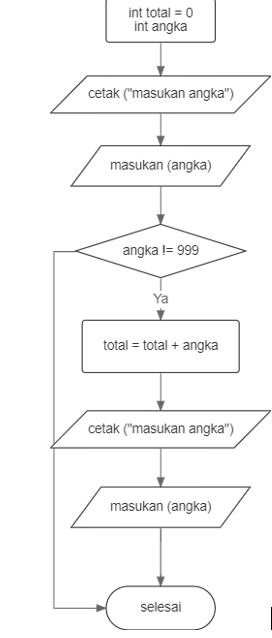 int total = 0
int angka
cetak ("masukan angka")
masukan (angka)
angka != 999
Ya
total = total + angka
cetak ("masukan angka")
masukan (angka)
selesai